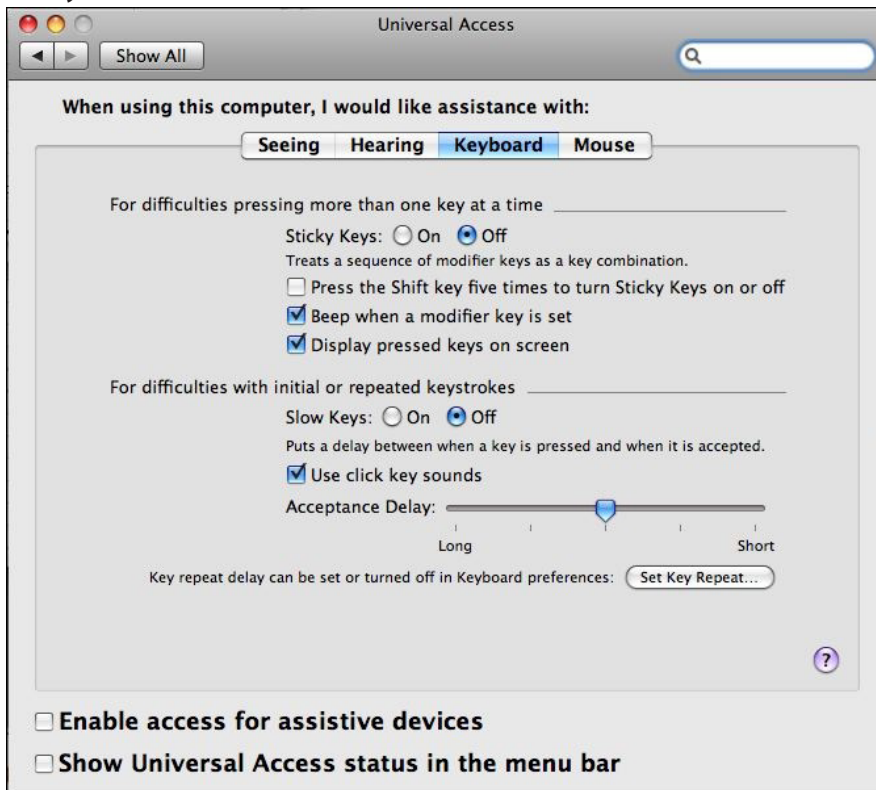 Universal Access
Show All
When using this computer, I would like assistance with:
Seeing Hearing Keyboard Mouse
For difficulties pressing more than one key at a time
Sticky Keys: On Off
Treats a sequence of modifier keys as a key combination.
Press the Shift key five times to turn Sticky Keys on or off
Beep when a modifier key is set
Display pressed keys on screen
For difficulties with initial or repeated keystrokes
Slow Keys: On Off
Puts a delay between when a key is pressed and when it is accepted.
Use click key sounds
Acceptance Delay:
Long Short
Key repeat delay can be set or turned off in Keyboard preferences: Set Key Repeat...
?
Enable access for assistive devices
Show Universal Access status in the menu bar